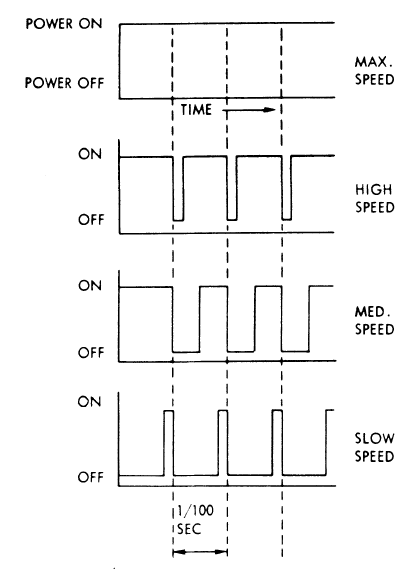 POWER ON
MAX.
SPEED
POWER OFF
TIME
ON
HIGH
SPEED
OFF
ON
MED.
SPEED
OFF
ON
SLOW
SPEED
OFF
1/100
SEC